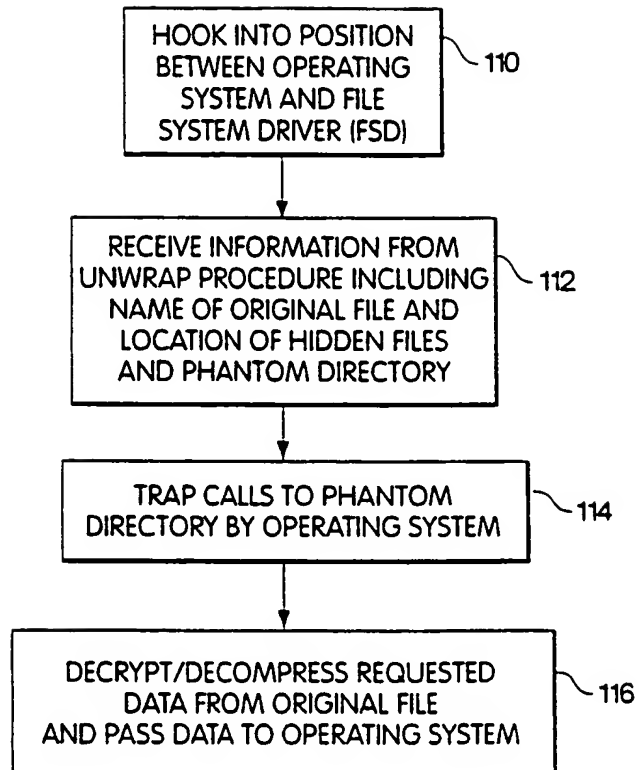 HOOK INTO POSITION
BETWEEN OPERATING
SYSTEM AND FILE
SYSTEM DRIVER (FSD)
110
RECEIVE INFORMATION FROM
UNWRAP PROCEDURE INCLUDING
NAME OF ORIGINAL FILE AND
LOCATION OF HIDDEN FILES
AND PHANTOM DIRECTORY
112
TRAP CALLS TO PHANTOM
DIRECTORY BY OPERATING SYSTEM
114
DECRYPT/DECOMPRESS REQUESTED
DATA FROM ORIGINAL FILE
AND PASS DATA TO OPERATING SYSTEM
116